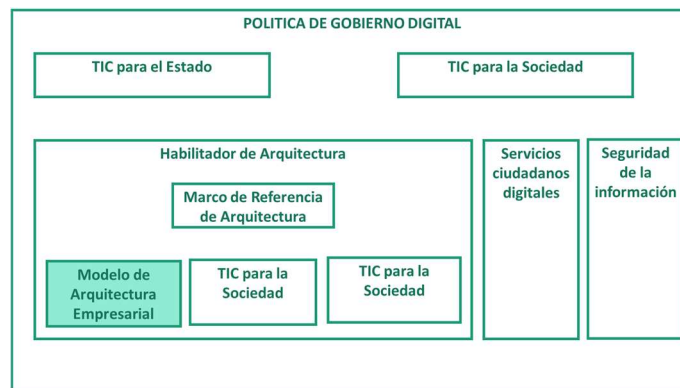 POLITICA DE GOBIERNO DIGITAL
TIC para el Estado
TIC para la Sociedad
Habilitador de Arquitectura
Marco de Referencia
de Arquitectura
Modelo de
Arquitectura
Empresarial
TIC para la
Sociedad
TIC para la
Sociedad
Servicios
ciudadanos
digitales
Seguridad
de la
información